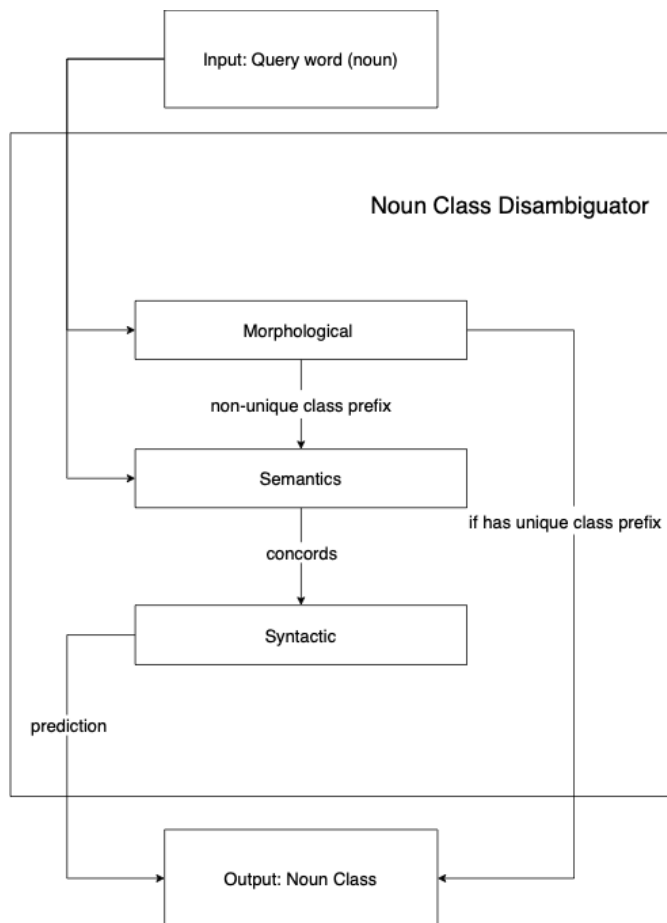 Input: Query word (noun)
Noun Class Disambiguator
Morphological
non-unique class prefix
Semantics
if has unique class prefix
concords
Syntactic
prediction
Output: Noun Class